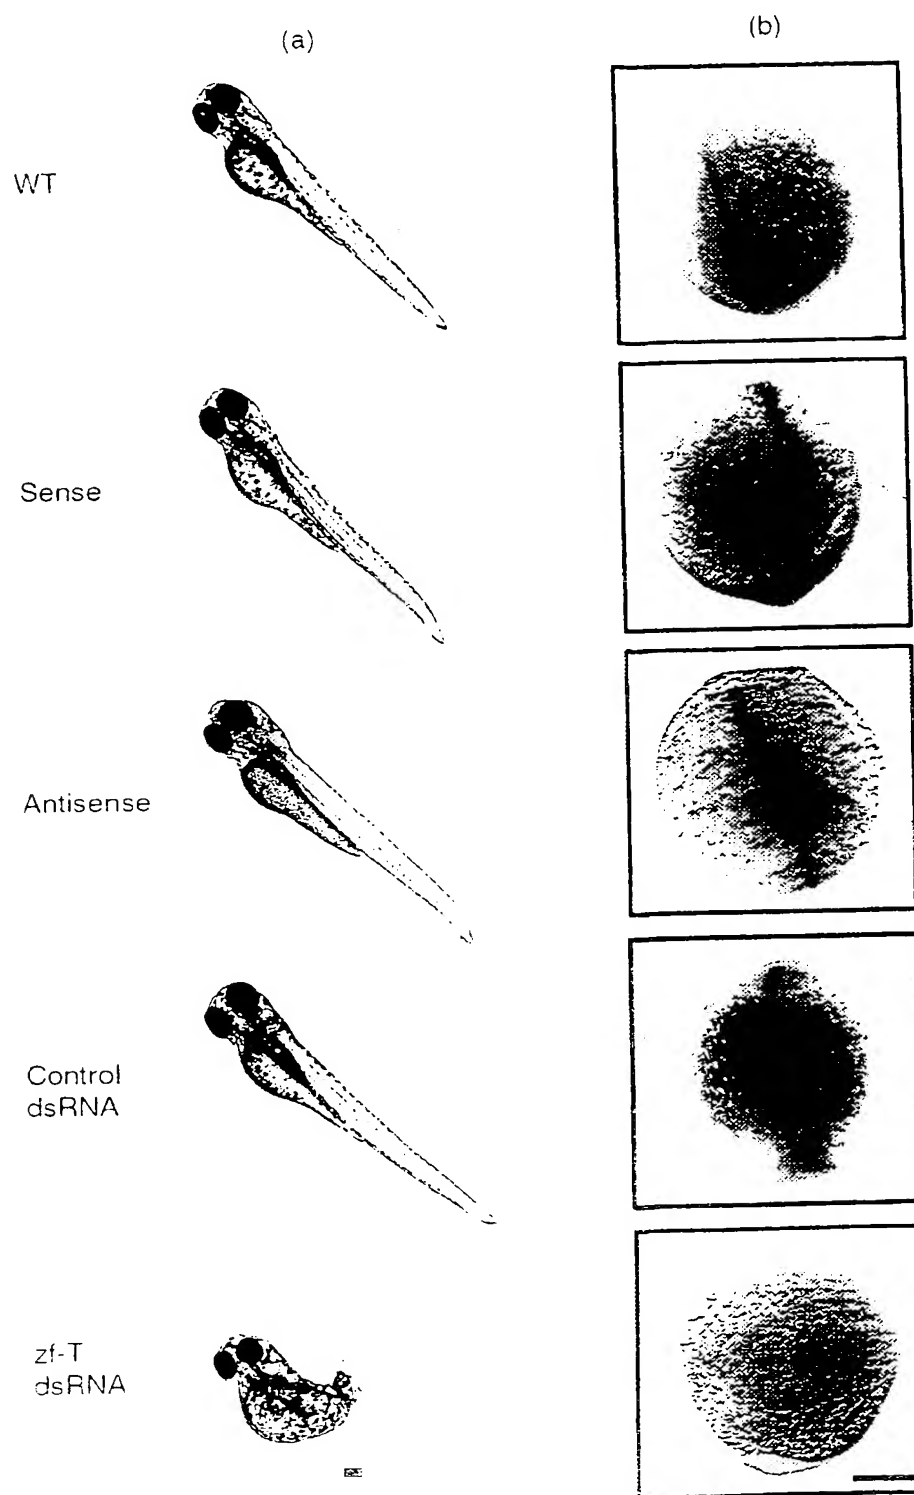 (a)
(b)
WT
Sense
Antisense
Control
dsRNA
zf-T
dsRNA